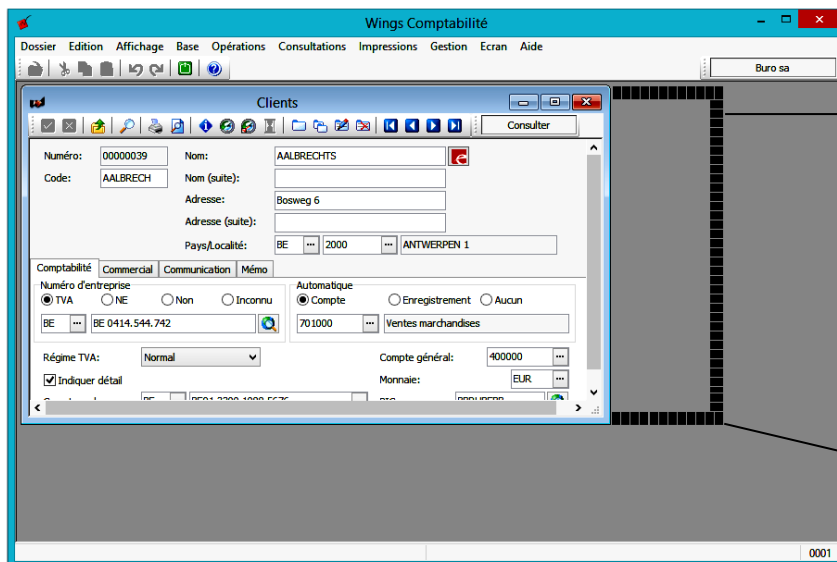 Wings Comptabilité
Dossier Edition Affichage Base Opérations Consultations Impressions Gestion Ecran Aide
Buro sa
Clients
Consulter
Numéro: 00000039 Nom: AALBRECHTS
Code: AALBRECH Nom (suite):
Adresse: Bosweg 6
Adresse (suite):
Pays/Localité: BE ... 2000 ... ANTWERPEN 1
Comptabilité Commercial Communication Mémo
Numéro d'entreprise Automatique
TVA NE Non Inconnu Compte Enregistrement Aucun
BE ... BE 0414.544.742 701000 ... Ventes marchandises
Régime TVA: Normal Compte général: 400000 ...
Indiquer détail Monnaie: EUR ...
0001